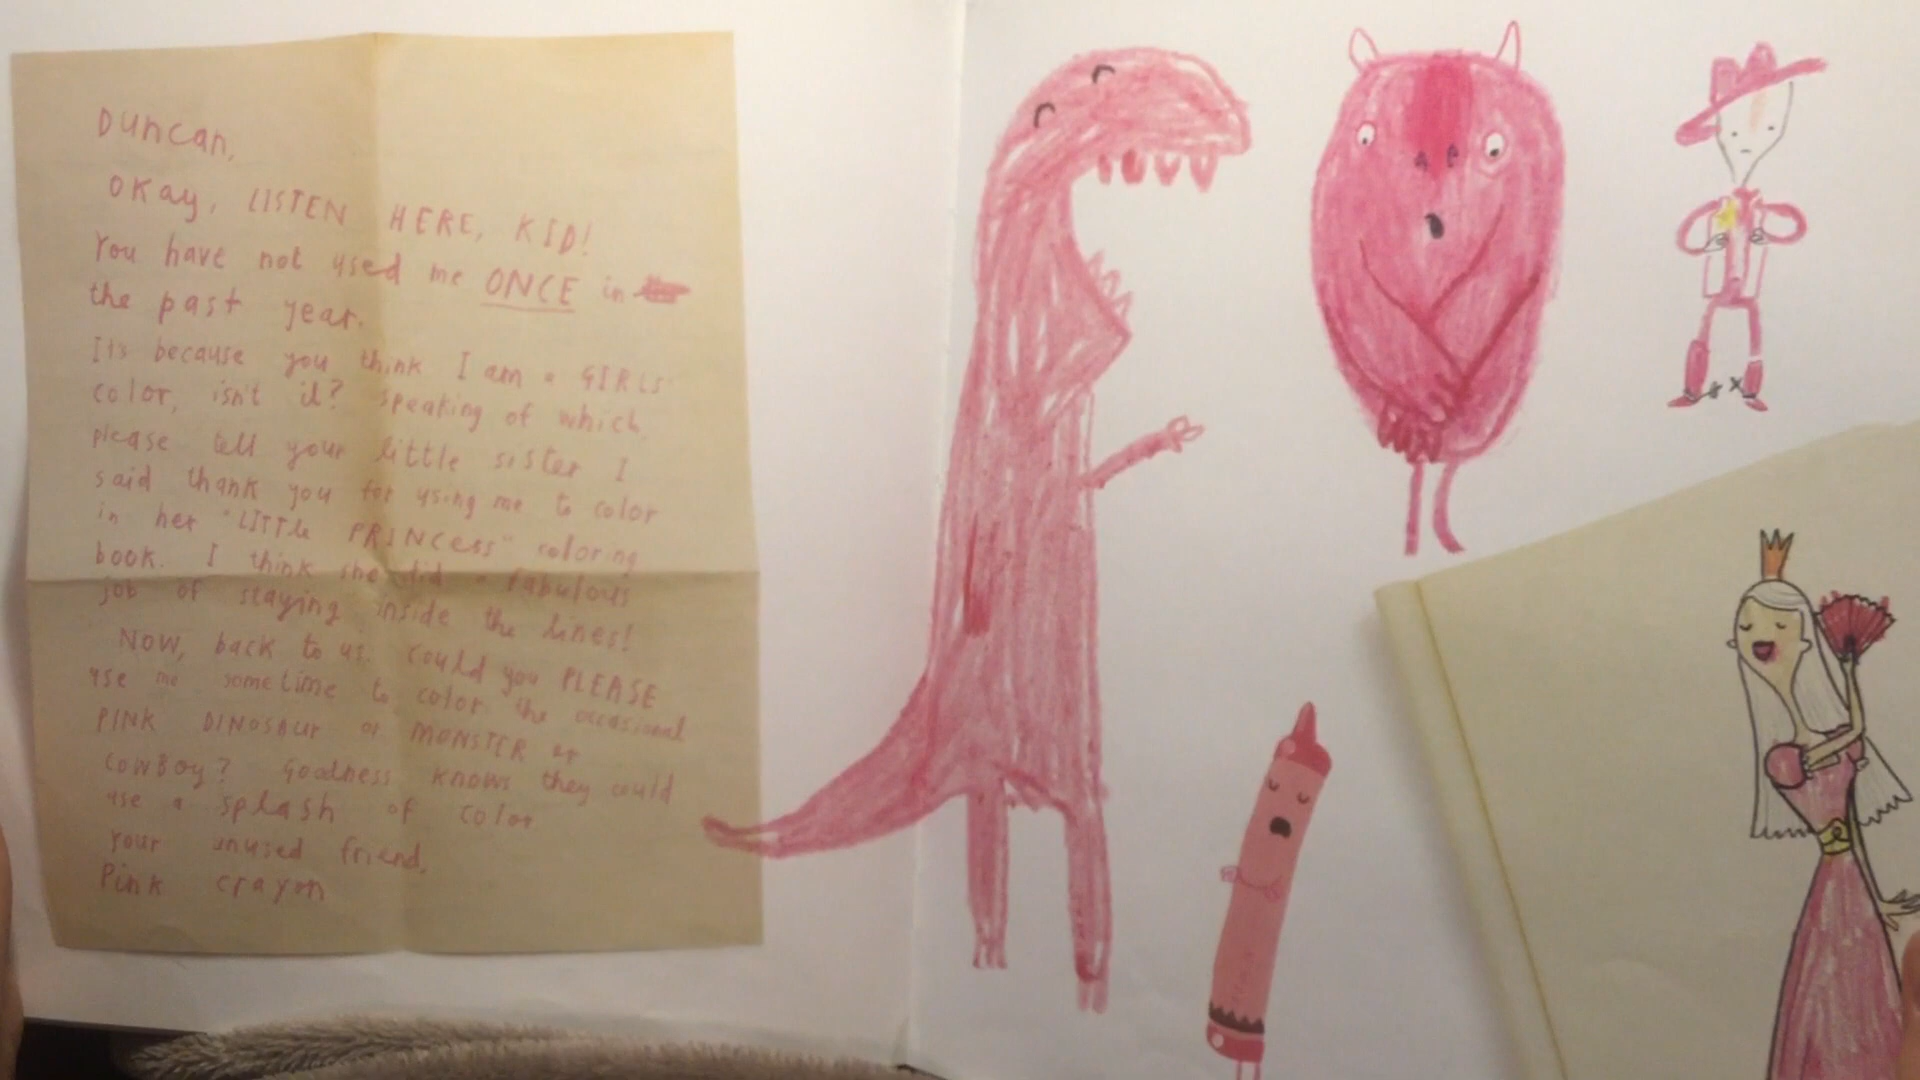 Duncan,
Okay, LISTEN HERE, KID!
You have not used me ONCE in
the past year.
It's because you think I am a GIRLS'
color, isn't it? Speaking of which,
please tell your little sister I
said thank you for using me to color
in her "LITTLE PRINCESS" coloring
book. I think she did a fabulous
job of staying inside the lines!
NOW, back to us. Could you PLEASE
use me sometime to color the occasional
PINK DINOSAUR or MONSTER or
COWBOY? Goodness knows they could
use a splash of color
Your unused friend,
Pink crayon